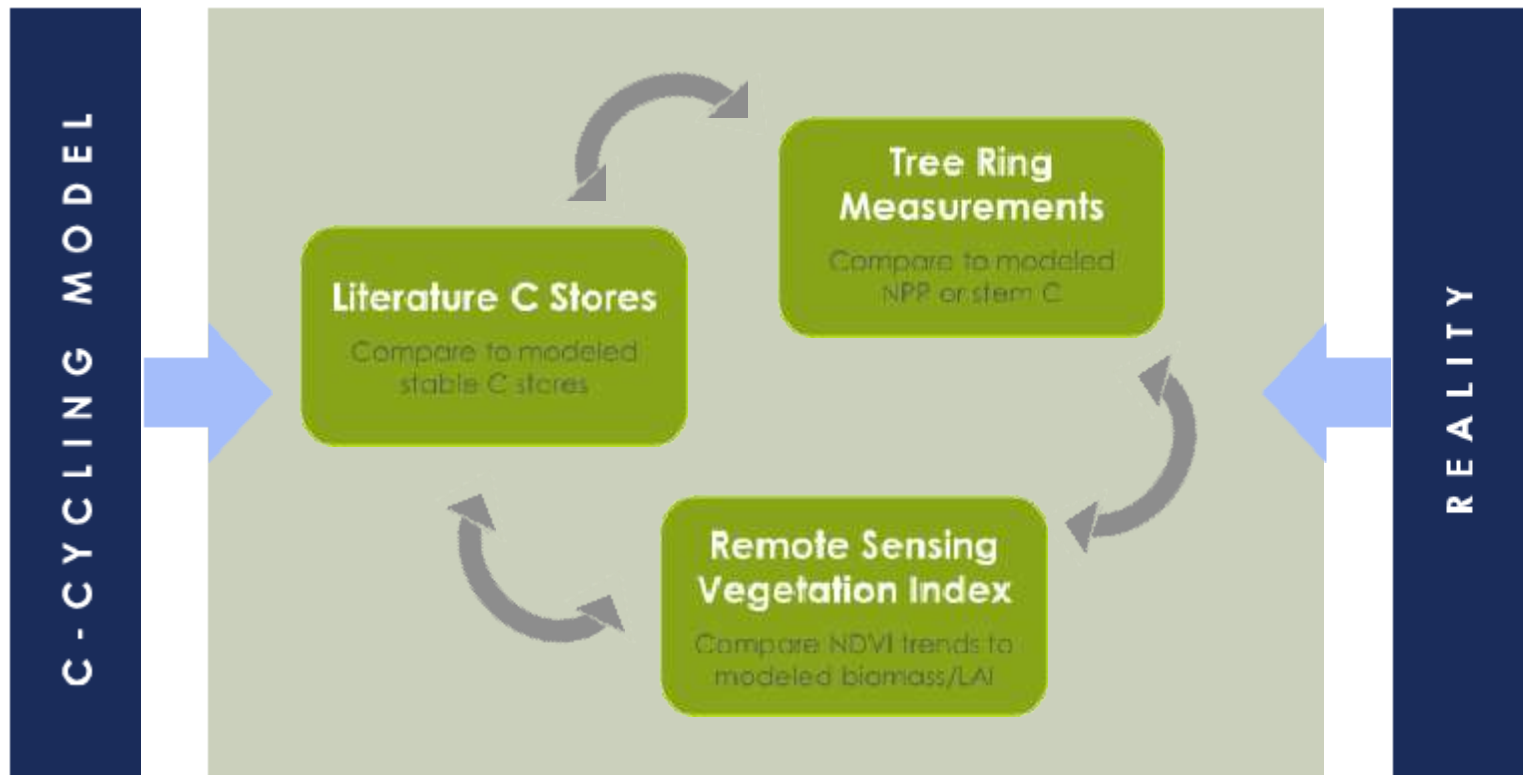 C-CYCLING MODEL
Literature C Stores
Compare to modeled
stable C stores
Tree Ring
Measurements
Compare to modeled
NPP or stem C
Remote Sensing
Vegetation Index
Compare NDVI trends to
modeled biomass/LAI
REALITY